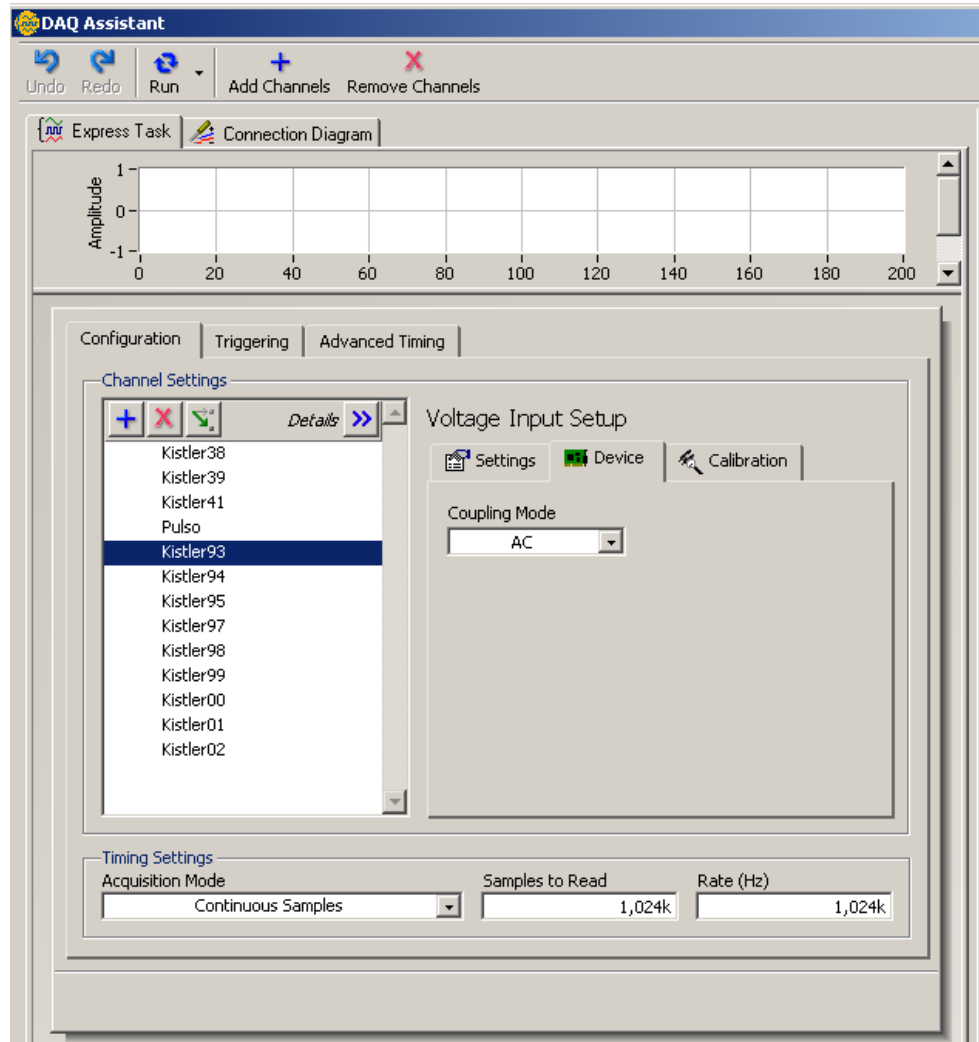 DAQ Assistant
Undo Redo Run Add Channels Remove Channels
Express Task Connection Diagram
Amplitude
1
0
-1
0 20 40 60 80 100 120 140 160 180 200
Configuration Triggering Advanced Timing
Channel Settings
Details
Kistler38
Kistler39
Kistler41
Pulso
Kistler93
Kistler94
Kistler95
Kistler97
Kistler98
Kistler99
Kistler00
Kistler01
Kistler02
Voltage Input Setup
Settings Device Calibration
Coupling Mode
AC
Timing Settings
Acquisition Mode Samples to Read Rate (Hz)
Continuous Samples 1,024k 1,024k